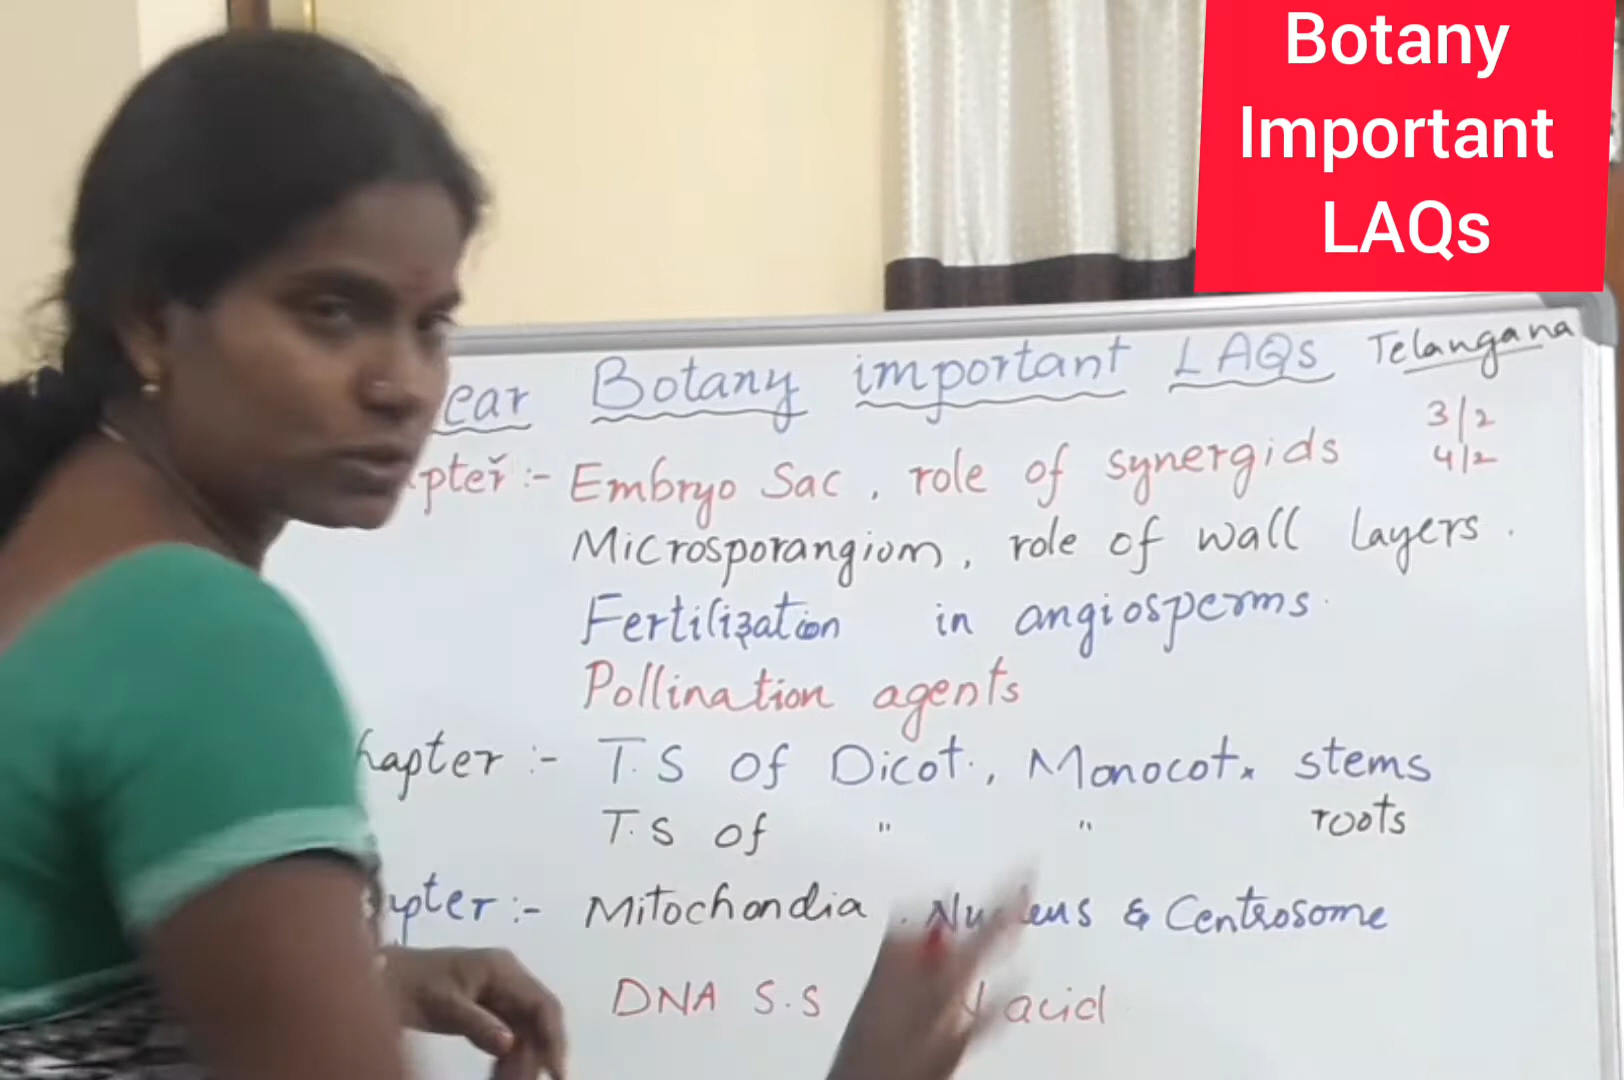 Botany
Important
LAQs
ear Botany important LAQs Telangana
3/2
pter :- Embryo Sac, role of synergids 4/2
Microsporangium, role of wall layers.
Fertilization in angiosperms.
Pollination agents
hapter :- T.S of Dicot., Monocot. stems
T.S of " " roots
pter :- Mitochondia. & Centrosome
DNA S.S acid